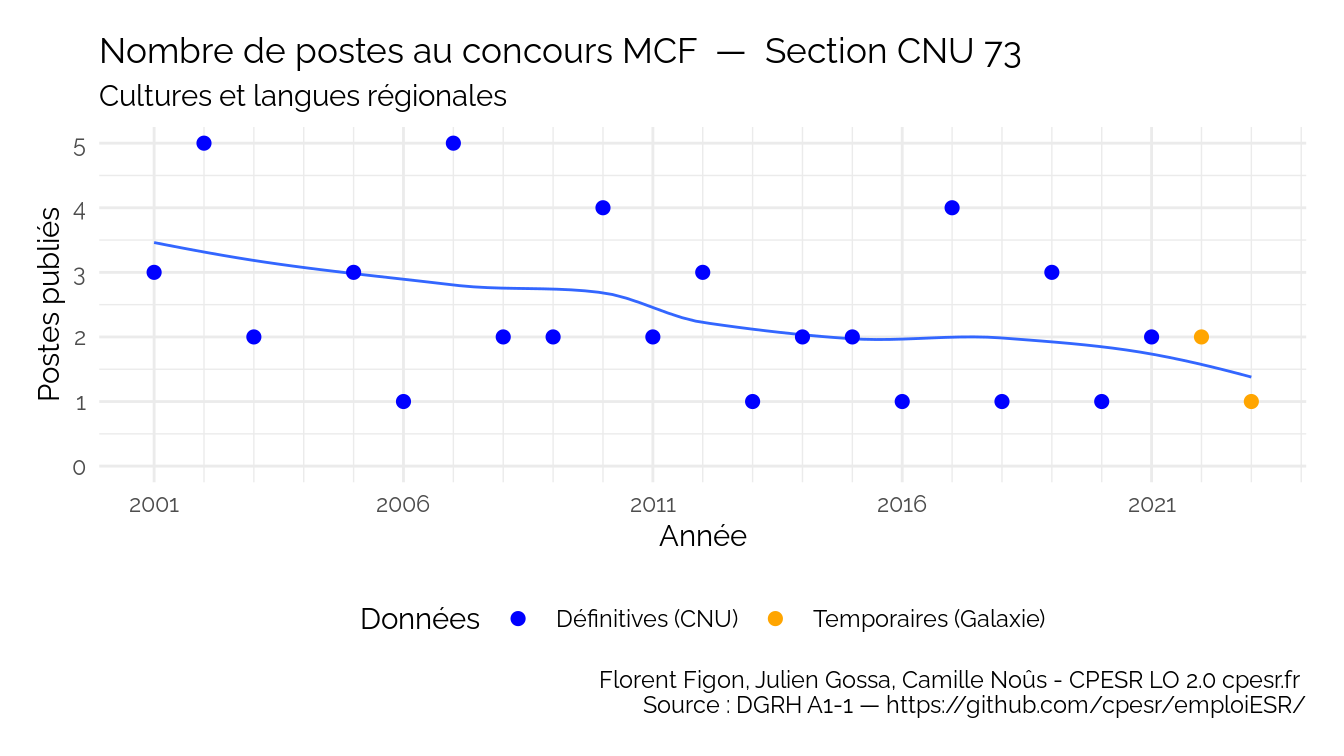 Nombre de postes au concours MCF — Section CNU 73
Cultures et langues régionales
Postes publiés
5
4
3
2
1
0
2001 2006 2011 2016 2021
Année
Données Définitives (CNU) Temporaires (Galaxie)
Florent Figon, Julien Gossa, Camille Noûs - CPESR LO 2.0 cpesr.fr
Source : DGRH A1-1 — https://github.com/cpesr/emploiESR/